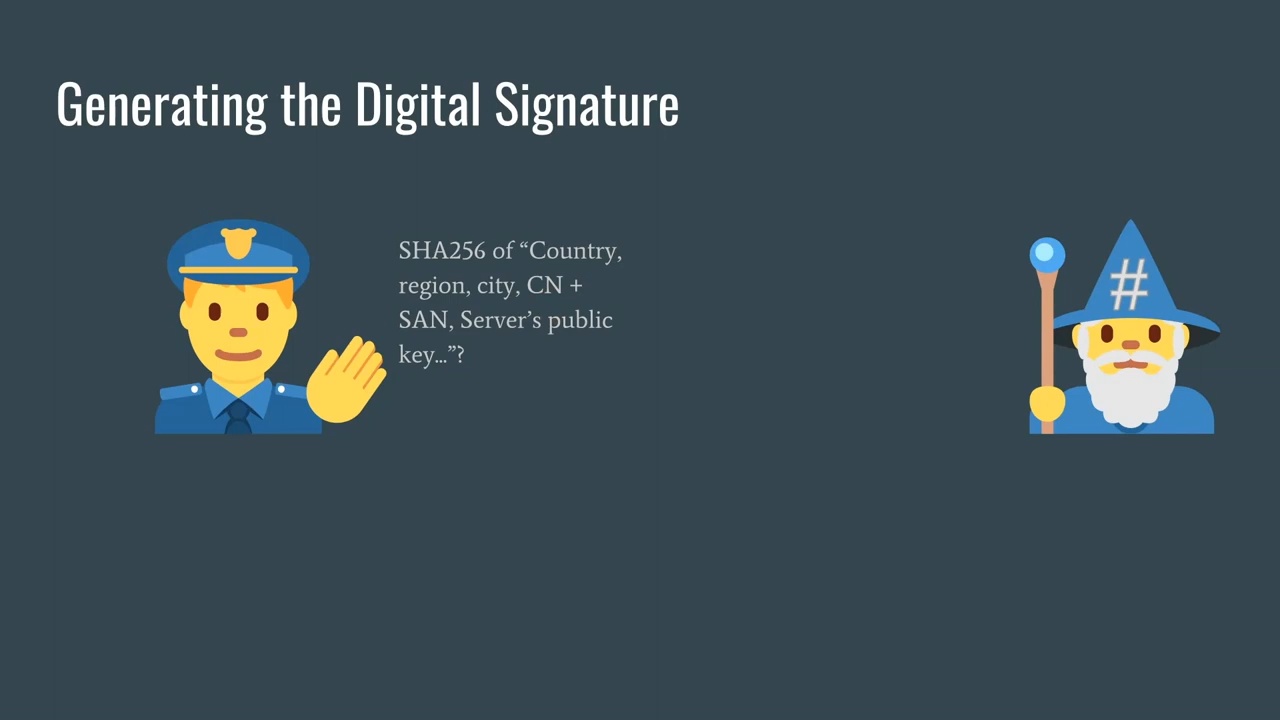 Generating the Digital Signature
SHA256 of “Country,
region, city, CN +
SAN, Server’s public
key...”?
#